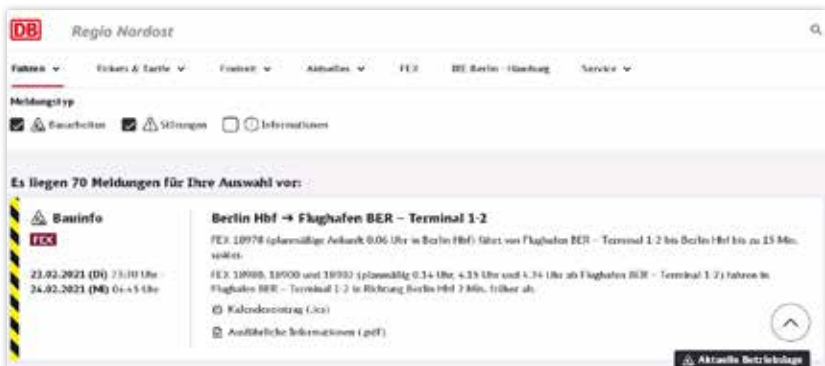 DB Regio Nordost
Fahren Tickets & Tarife Freizeit Aktuelles FEX IRE Berlin - Hamburg Service
Meldungstyp
Bauarbeiten Störungen Informationen
Es liegen 70 Meldungen für Ihre Auswahl vor:
Bauinfo
FEX
23.02.2021 (Di) 23:30 Uhr -
24.02.2021 (Mi) 04:45 Uhr
Berlin Hbf → Flughafen BER – Terminal 1-2
FEX 18978 (planmäßige Ankunft 0.06 Uhr in Berlin Hbf) fährt von Flughafen BER – Terminal 1-2 bis Berlin Hbf bis zu 15 Min.
später.
FEX 18980, 18900 und 18902 (planmäßig 0.14 Uhr, 4.15 Uhr und 4.34 Uhr ab Flughafen BER – Terminal 1-2) fahren in
Flughafen BER – Terminal 1-2 in Richtung Berlin Hbf 2 Min. früher ab.
Kalendereintrag (.ics)
Ausführliche Informationen (.pdf)
Aktuelle Betriebslage